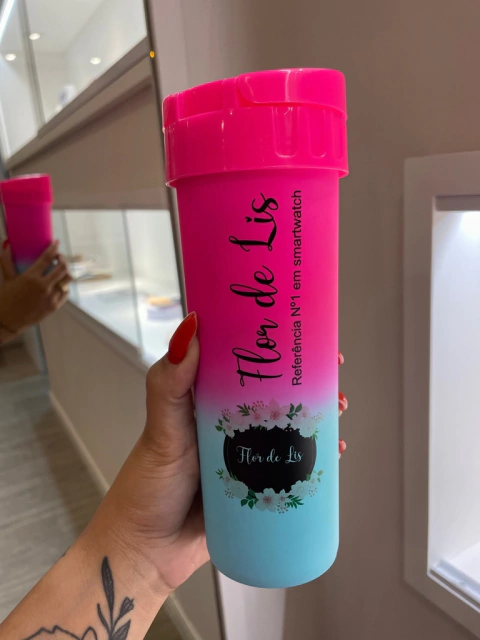 Flor de Lis
Referência Nº1 em smartwatch
Flor de Lis